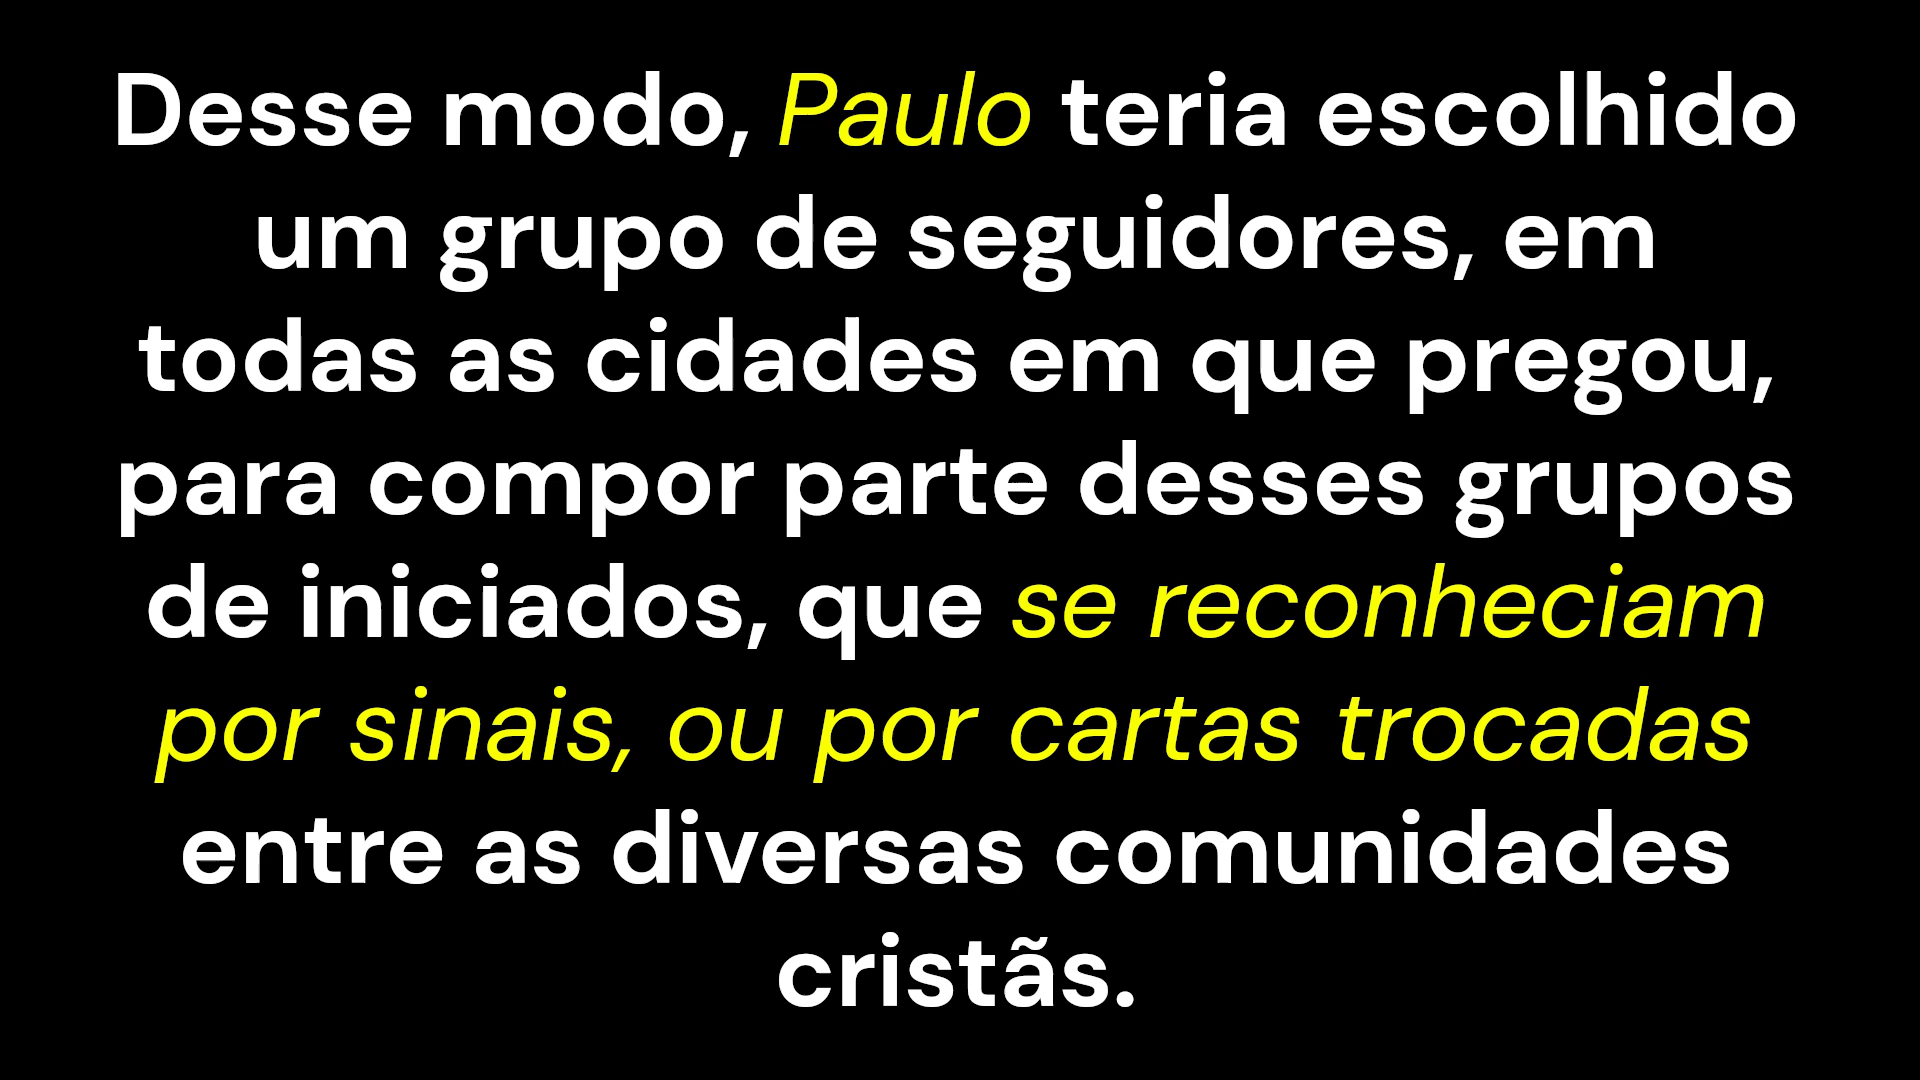 Desse modo, Paulo teria escolhido
um grupo de seguidores, em
todas as cidades em que pregou,
para compor parte desses grupos
de iniciados, que se reconheciam
por sinais, ou por cartas trocadas
entre as diversas comunidades
cristãs.